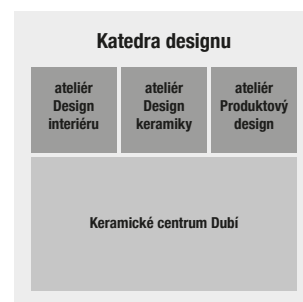 Katedra designu
ateliér
Design
interiéru
ateliér
Design
keramiky
ateliér
Produktový
design
Keramické centrum Dubí